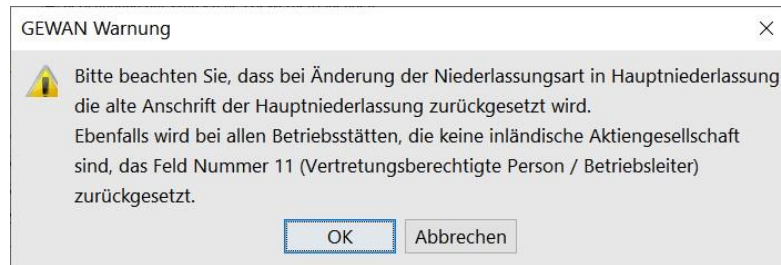 GEWAN Warnung
Bitte beachten Sie, dass bei Änderung der Niederlassungsart in Hauptniederlassung
die alte Anschrift der Hauptniederlassung zurückgesetzt wird.
Ebenfalls wird bei allen Betriebsstätten, die keine inländische Aktiengesellschaft
sind, das Feld Nummer 11 (Vertretungsberechtigte Person / Betriebsleiter)
zurückgesetzt.
OK Abbrechen